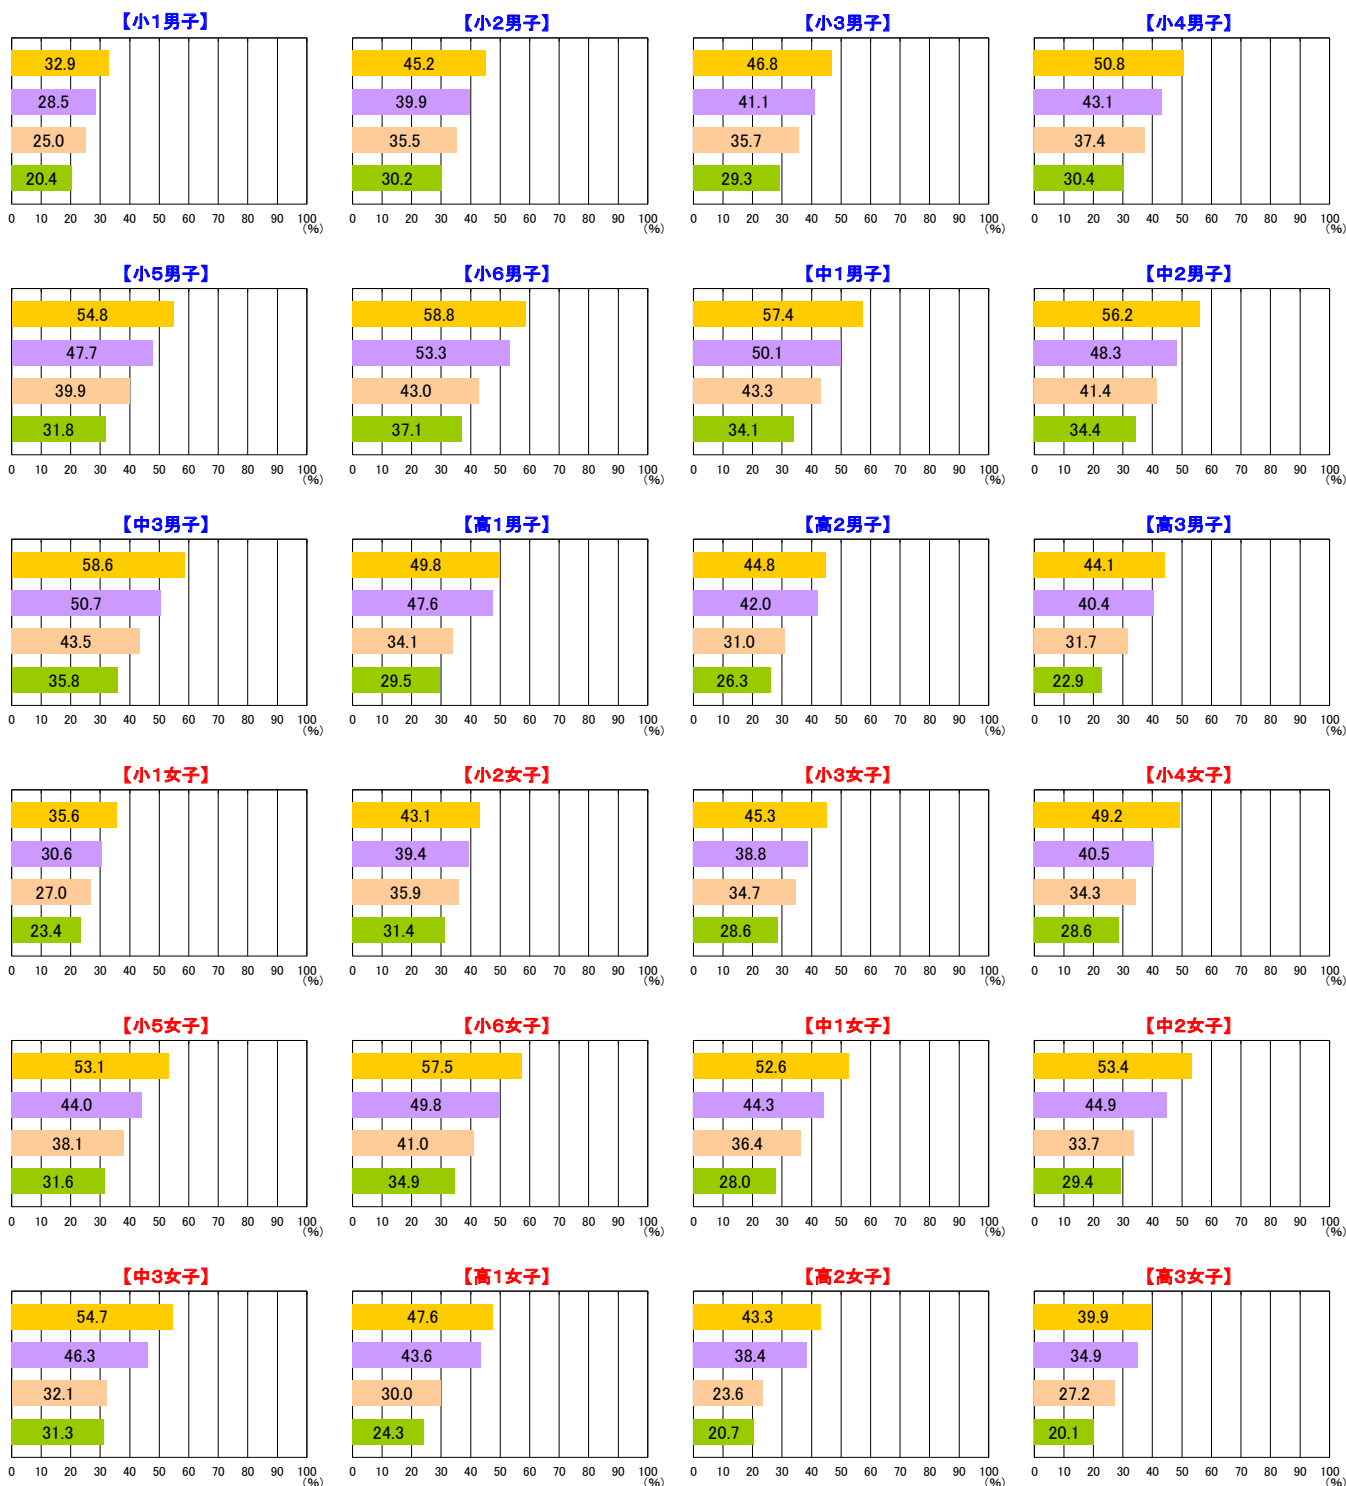 【小1男子】 【小2男子】 【小3男子】 【小4男子】
32.9 45.2 46.8 50.8
28.5 39.9 41.1 43.1
25.0 35.5 35.7 37.4
20.4 30.2 29.3 30.4
0 10 20 30 40 50 60 70 80 90 100 0 10 20 30 40 50 60 70 80 90 100 0 10 20 30 40 50 60 70 80 90 100 0 10 20 30 40 50 60 70 80 90 100
(%) (%) (%) (%)
【小5男子】 【小6男子】 【中1男子】 【中2男子】
54.8 58.8 57.4 56.2
47.7 53.3 50.1 48.3
39.9 43.0 43.3 41.4
31.8 37.1 34.1 34.4
0 10 20 30 40 50 60 70 80 90 100 0 10 20 30 40 50 60 70 80 90 100 0 10 20 30 40 50 60 70 80 90 100 0 10 20 30 40 50 60 70 80 90 100
(%) (%) (%) (%)
【中3男子】 【高1男子】 【高2男子】 【高3男子】
58.6 49.8 44.8 44.1
50.7 47.6 42.0 40.4
43.5 34.1 31.0 31.7
35.8 29.5 26.3 22.9
0 10 20 30 40 50 60 70 80 90 100 0 10 20 30 40 50 60 70 80 90 100 0 10 20 30 40 50 60 70 80 90 100 0 10 20 30 40 50 60 70 80 90 100
(%) (%) (%) (%)
【小1女子】 【小2女子】 【小3女子】 【小4女子】
35.6 43.1 45.3 49.2
30.6 39.4 38.8 40.5
27.0 35.9 34.7 34.3
23.4 31.4 28.6 28.6
0 10 20 30 40 50 60 70 80 90 100 0 10 20 30 40 50 60 70 80 90 100 0 10 20 30 40 50 60 70 80 90 100 0 10 20 30 40 50 60 70 80 90 100
(%) (%) (%) (%)
【小5女子】 【小6女子】 【中1女子】 【中2女子】
53.1 57.5 52.6 53.4
44.0 49.8 44.3 44.9
38.1 41.0 36.4 33.7
31.6 34.9 28.0 29.4
0 10 20 30 40 50 60 70 80 90 100 0 10 20 30 40 50 60 70 80 90 100 0 10 20 30 40 50 60 70 80 90 100 0 10 20 30 40 50 60 70 80 90 100
(%) (%) (%) (%)
【中3女子】 【高1女子】 【高2女子】 【高3女子】
54.7 47.6 43.3 39.9
46.3 43.6 38.4 34.9
32.1 30.0 23.6 27.2
31.3 24.3 20.7 20.1
0 10 20 30 40 50 60 70 80 90 100 0 10 20 30 40 50 60 70 80 90 100 0 10 20 30 40 50 60 70 80 90 100 0 10 20 30 40 50 60 70 80 90 100
(%) (%) (%) (%)